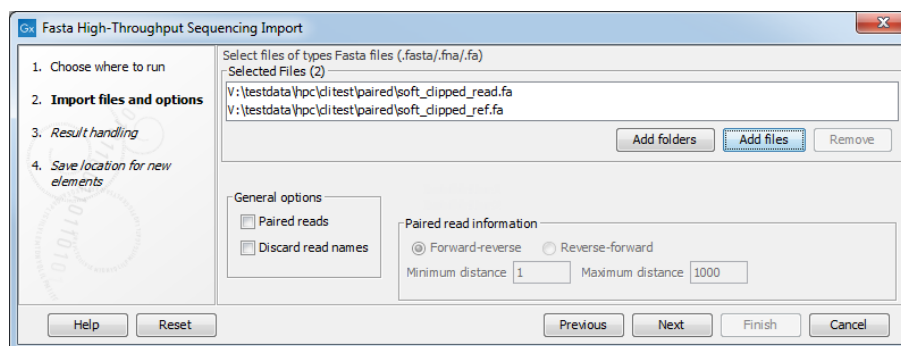 Gx Fasta High-Throughput Sequencing Import
1. Choose where to run
2. Import files and options
3. Result handling
4. Save location for new
elements
Select files of types Fasta files (.fasta/.fna/.fa)
Selected Files (2)
V:\testdata\hpc\clitest\paired\soft_clipped_read.fa
V:\testdata\hpc\clitest\paired\soft_clipped_ref.fa
Add folders Add files Remove
General options
Paired reads
Discard read names
Paired read information
Forward-reverse Reverse-forward
Minimum distance 1 Maximum distance 1000
Help Reset Previous Next Finish Cancel